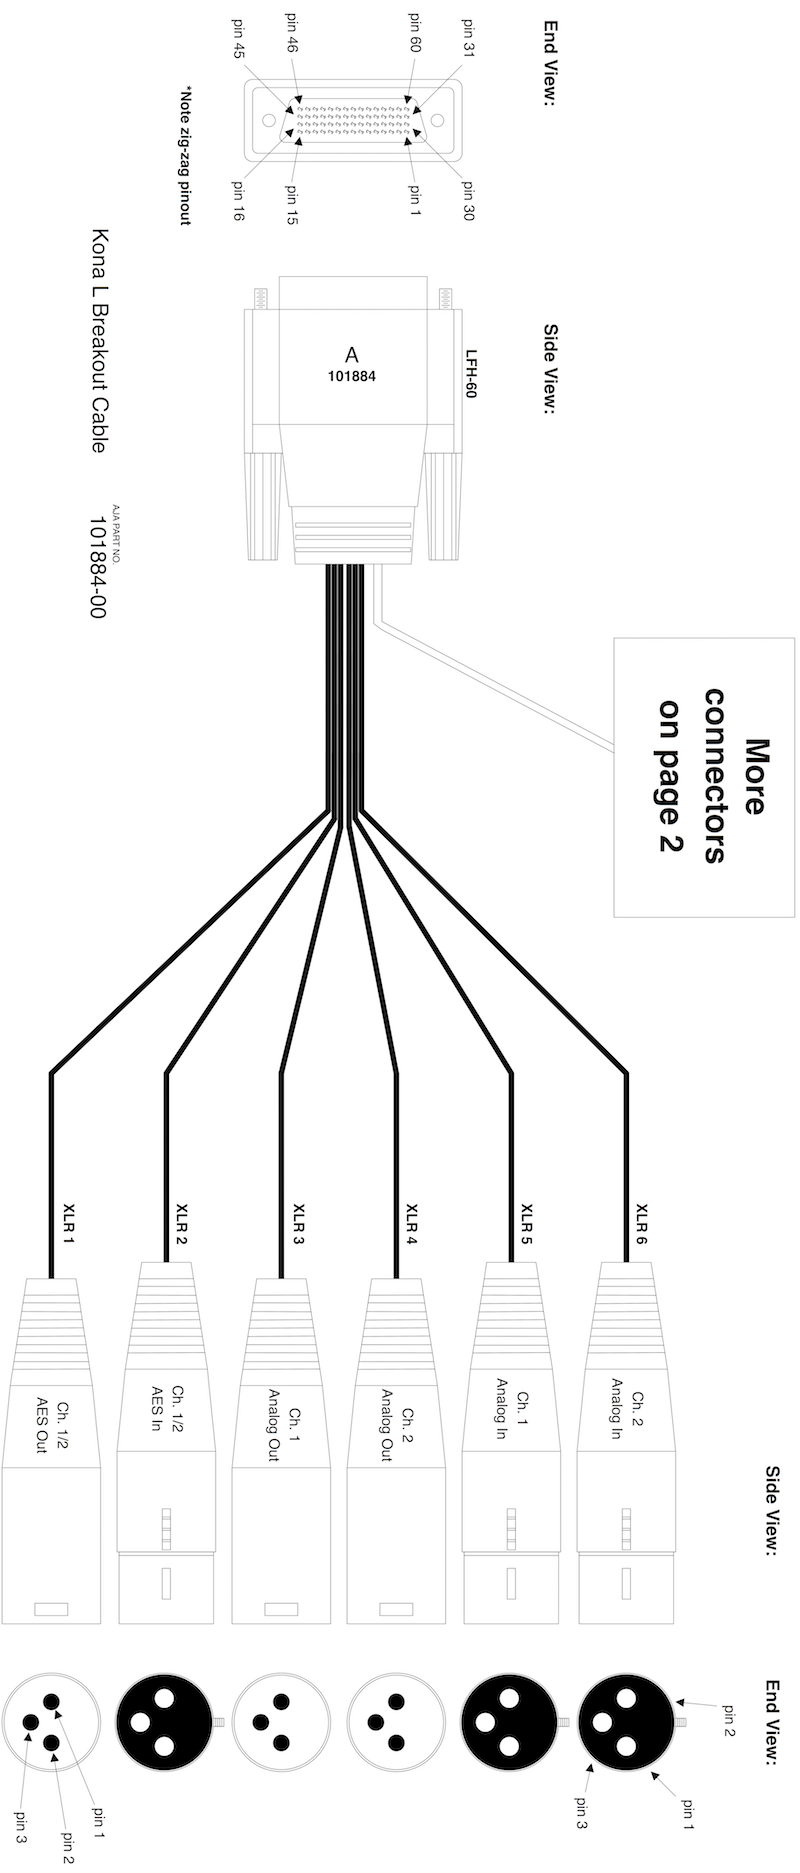 End View:
pin 31
pin 60
pin 46
pin 45
pin 30
pin 1
pin 15
pin 16
*Note zig-zag pinout
Side View:
LFH-60
A
101884
Kona L Breakout Cable
AJA PART NO.
101884-00
More
connectors
on page 2
XLR 6
XLR 5
XLR 4
XLR 3
XLR 2
XLR 1
Side View:
Ch. 2
Analog In
Ch. 1
Analog In
Ch. 2
Analog Out
Ch. 1
Analog Out
Ch. 1/2
AES In
Ch. 1/2
AES Out
End View:
pin 2
pin 1
pin 3
pin 1
pin 2
pin 3